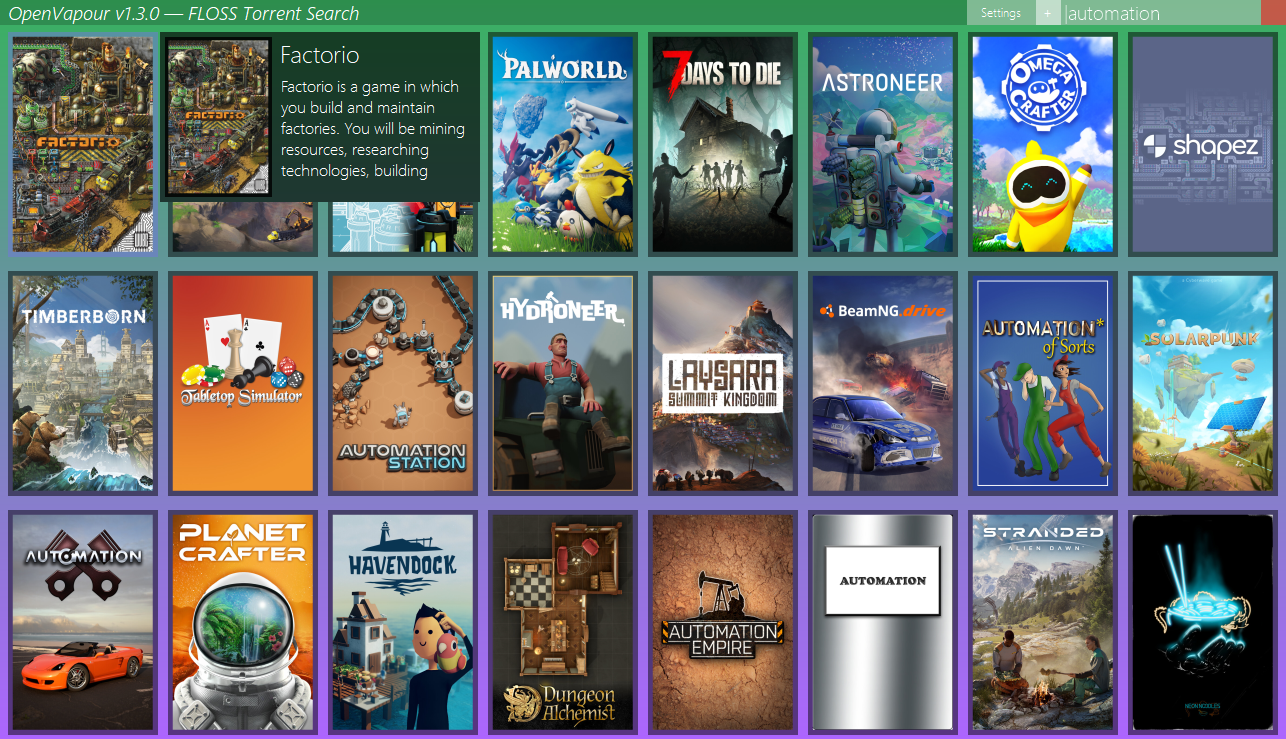 OpenVapour v1.3.0 — FLOSS Torrent Search
Settings
+
automation
FACTORIO
FACTORIO
Factorio
Factorio is a game in which
you build and maintain
factories. You will be mining
resources, researching
technologies, building
PALWORLD
7 DAYS TO DIE
ASTRONEER
OMEGA
CRAFTER
shapez
TIMBERBORN
A
A
Tabletop Simulator
AUTOMATION
STATION
HYDRONEER
LAYSARA
SUMMIT KINGDOM
BeamNG.drive
AUTOMATION*
of Sorts
SOLARPUNK
AUTOMATION
PLANET
CRAFTER
HAVENDOCK
Dungeon
Alchemist
AUTOMATION
EMPIRE
AUTOMATION
STRANDED
ALIEN DAWN
NEON NOODLES